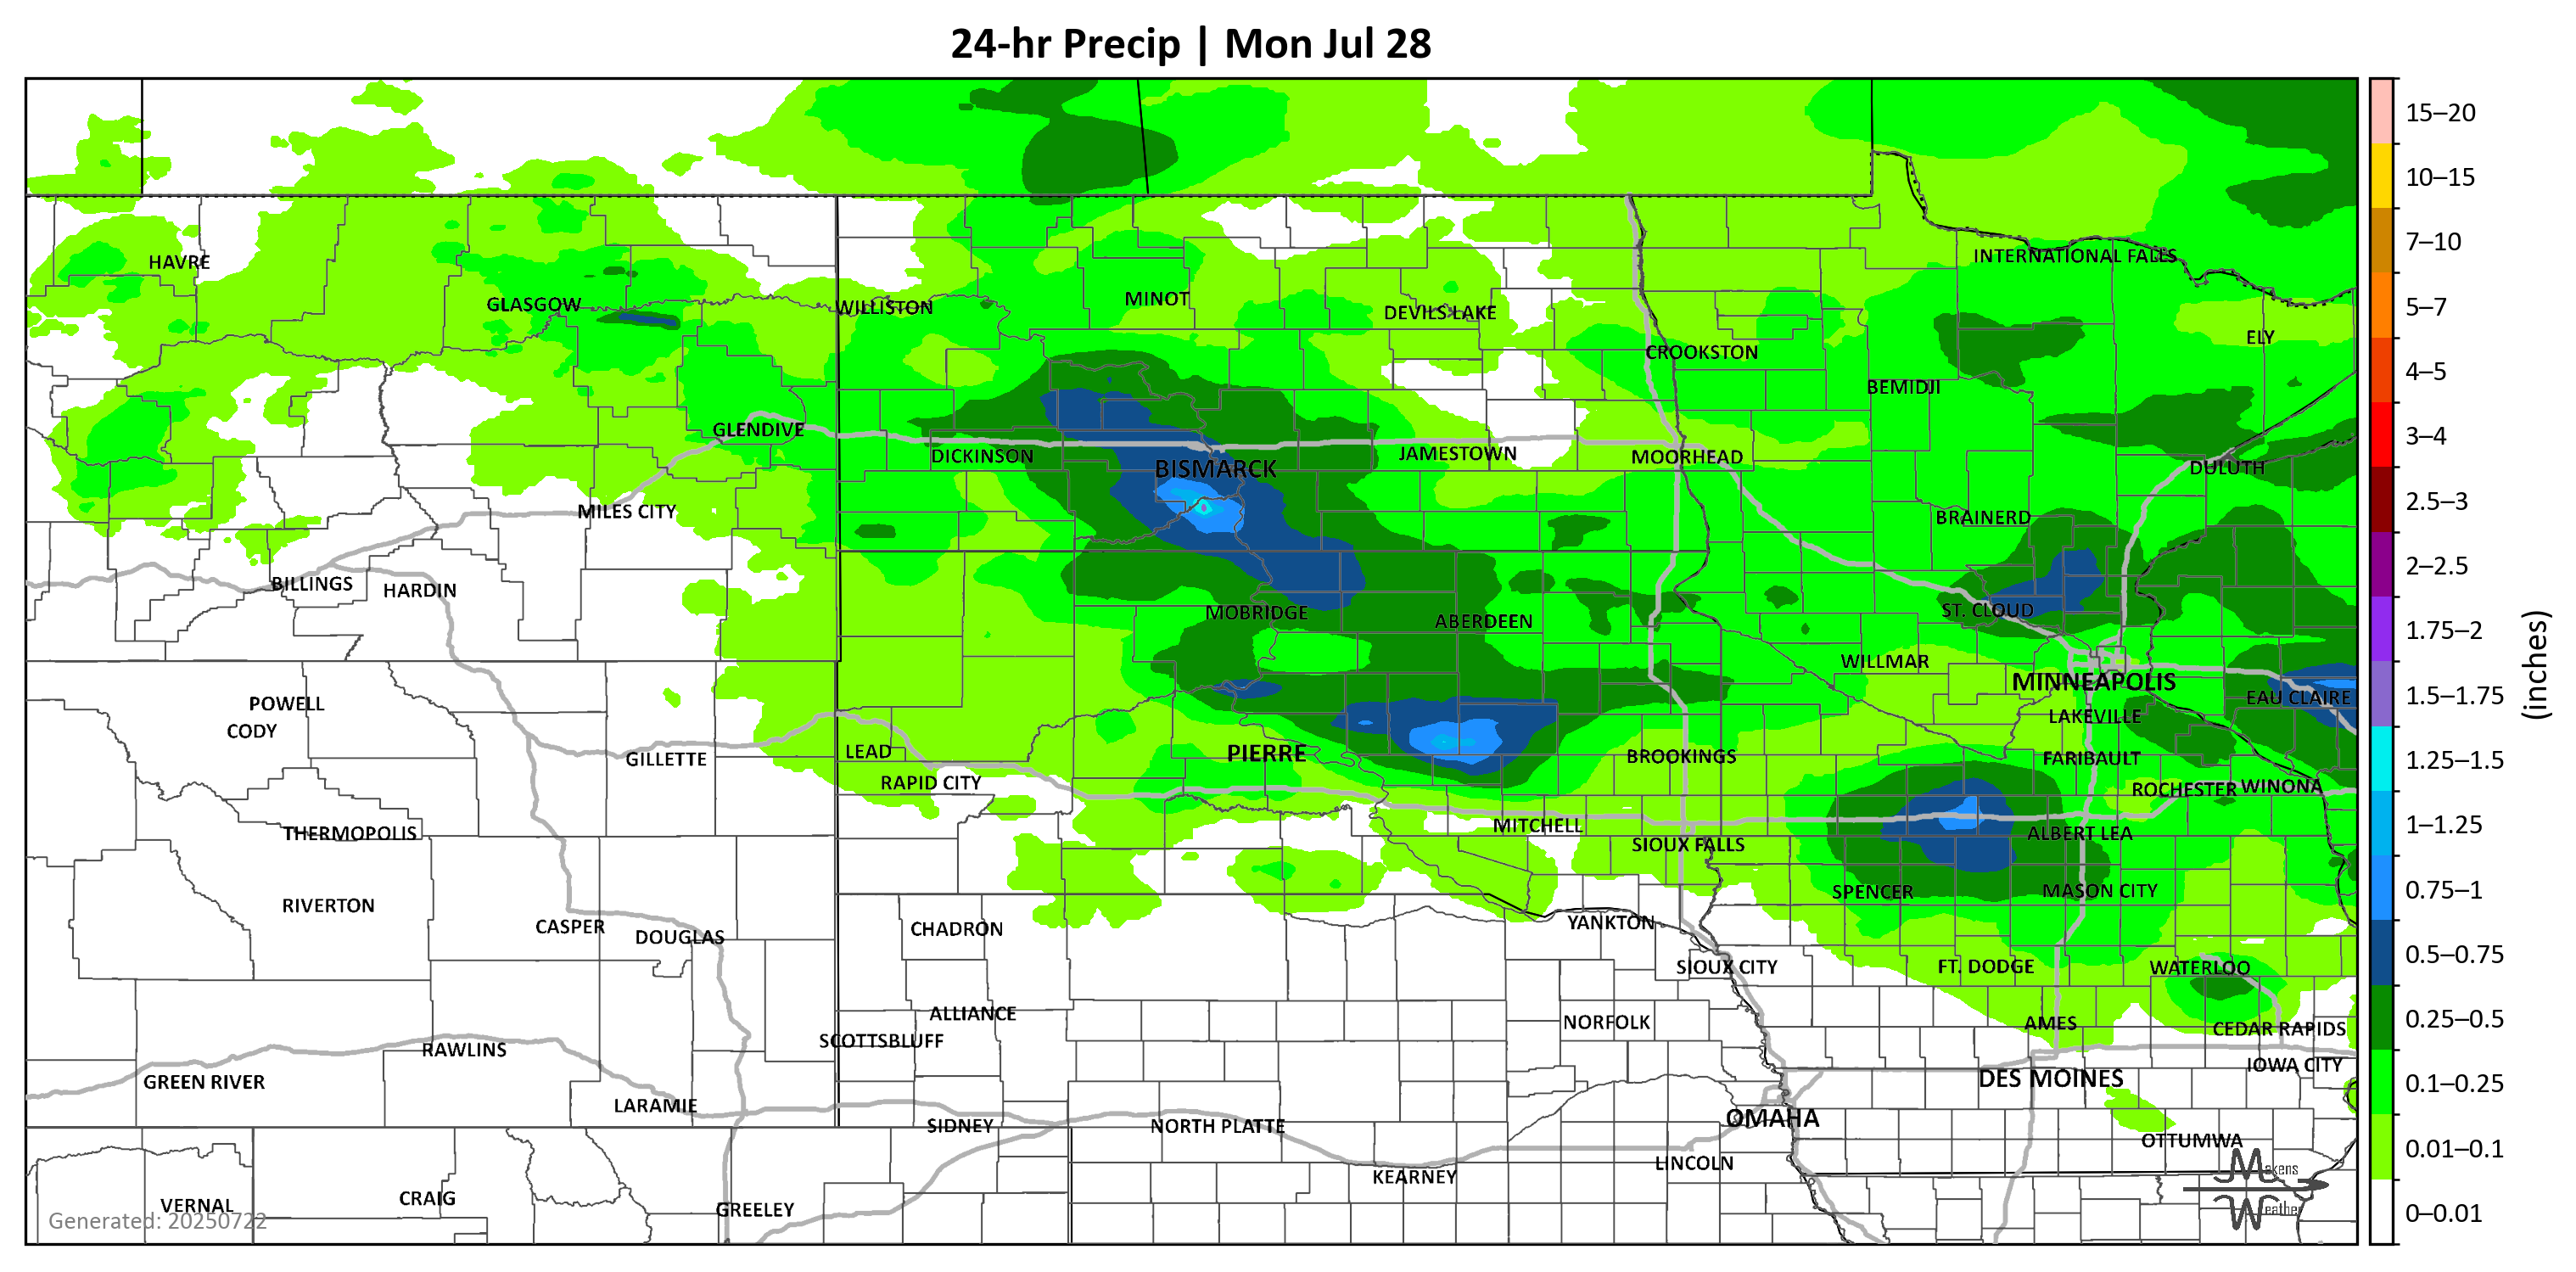 24-hr Precip | Mon Jul 28
15–20
10–15
7–10
5–7
4–5
3–4
2.5–3
2–2.5
1.75–2
1.5–1.75
1.25–1.5
1–1.25
0.75–1
0.5–0.75
0.25–0.5
0.1–0.25
0.01–0.1
0–0.01
(inches)
HAVRE
INTERNATIONAL FALLS
GLASGOW
WILLISTON
MINOT
DEVILS LAKE
ELY
CROOKSTON
BEMIDJI
GLENDIVE
DICKINSON
BISMARCK
JAMESTOWN
MOORHEAD
DULUTH
MILES CITY
BRAINERD
BILLINGS
HARDIN
MOBRIDGE
ABERDEEN
ST. CLOUD
WILLMAR
MINNEAPOLIS
EAU CLAIRE
POWELL
CODY
LAKEVILLE
GILLETTE
LEAD
PIERRE
BROOKINGS
FARIBAULT
RAPID CITY
ROCHESTER
WINONA
THERMOPOLIS
MITCHELL
ALBERT LEA
SIOUX FALLS
RIVERTON
SPENCER
MASON CITY
CASPER
DOUGLAS
CHADRON
YANKTON
SIOUX CITY
FT. DODGE
WATERLOO
ALLIANCE
NORFOLK
AMES
CEDAR RAPIDS
SCOTTSBLUFF
RAWLINS
IOWA CITY
GREEN RIVER
DES MOINES
LARAMIE
SIDNEY
NORTH PLATTE
OMAHA
OTTUMWA
LINCOLN
KEARNEY
VERNAL
CRAIG
GREELEY
Generated: 20250722
Makens
Weather